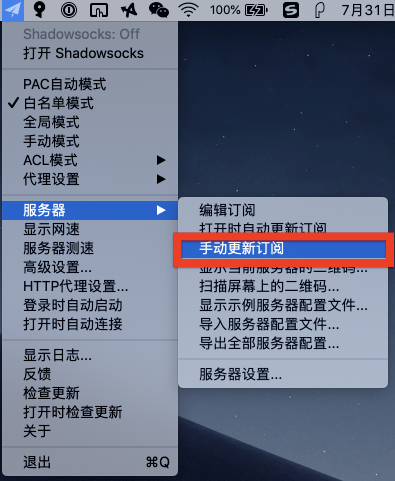 100% 7月31日
Shadowsocks: Off
打开 Shadowsocks
PAC自动模式
白名单模式
全局模式
手动模式
ACL模式
代理设置
服务器
显示网速
服务器测速
高级设置...
HTTP代理设置...
登录时自动启动
打开时自动连接
显示日志...
反馈
检查更新
打开时检查更新
关于
退出 ⌘Q
编辑订阅
打开时自动更新订阅
手动更新订阅
显示当前服务器的二维码...
扫描屏幕上的二维码...
显示示例服务器配置文件...
导入服务器配置文件...
导出全部服务器配置...
服务器设置...